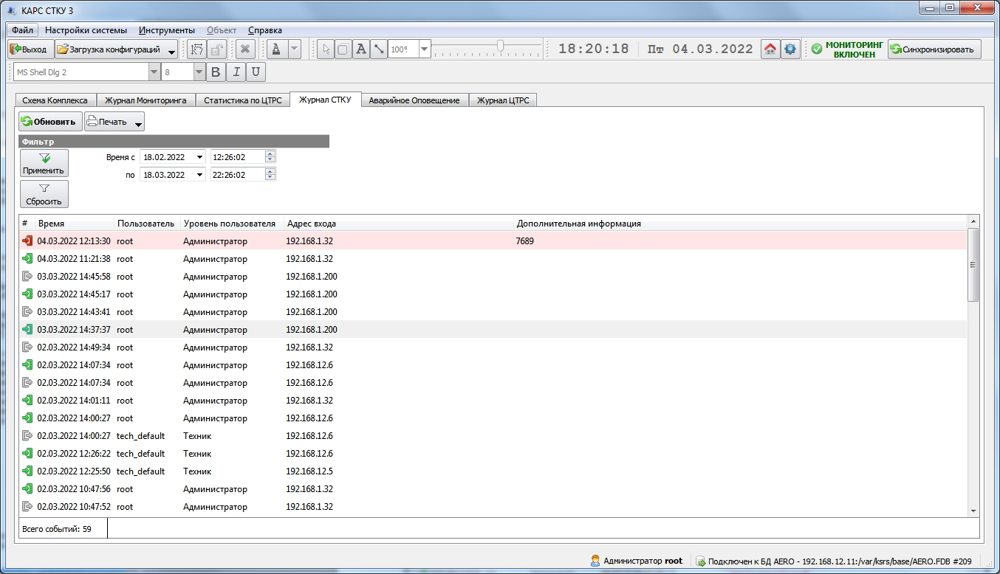 КАРС СТКУ 3
Файл Настройки системы Инструменты Объект Справка
Выход Загрузка конфигураций A 100% 18:20:18 Пт 04.03.2022 МОНИТОРИНГ ВКЛЮЧЕН Синхронизировать
MS Shell Dlg 2 8 B I U
Схема Комплекса Журнал Мониторинга Статистика по ЦТРС Журнал СТКУ Аварийное Оповещение Журнал ЦТРС
Обновить Печать
Фильтр
Применить Время с 18.02.2022 12:26:02
по 18.03.2022 22:26:02
Сбросить
# Время Пользователь Уровень пользователя Адрес входа Дополнительная информация
04.03.2022 12:13:30 root Администратор 192.168.1.32 7689
04.03.2022 11:21:38 root Администратор 192.168.1.32
03.03.2022 14:45:58 root Администратор 192.168.1.200
03.03.2022 14:45:17 root Администратор 192.168.1.200
03.03.2022 14:43:41 root Администратор 192.168.1.200
03.03.2022 14:37:37 root Администратор 192.168.1.200
02.03.2022 14:49:34 root Администратор 192.168.1.32
02.03.2022 14:07:34 root Администратор 192.168.12.6
02.03.2022 14:07:34 root Администратор 192.168.12.6
02.03.2022 14:01:11 root Администратор 192.168.1.32
02.03.2022 14:00:27 root Администратор 192.168.12.6
02.03.2022 14:00:27 tech_default Техник 192.168.12.6
02.03.2022 12:26:22 tech_default Техник 192.168.12.6
02.03.2022 12:25:50 tech_default Техник 192.168.12.5
02.03.2022 10:47:56 root Администратор 192.168.1.32
02.03.2022 10:47:52 root Администратор 192.168.1.32
Всего событий: 59
Администратор root Подключен к БД AERO - 192.168.12.11:/var/ksrs/base/AERO.FDB #209